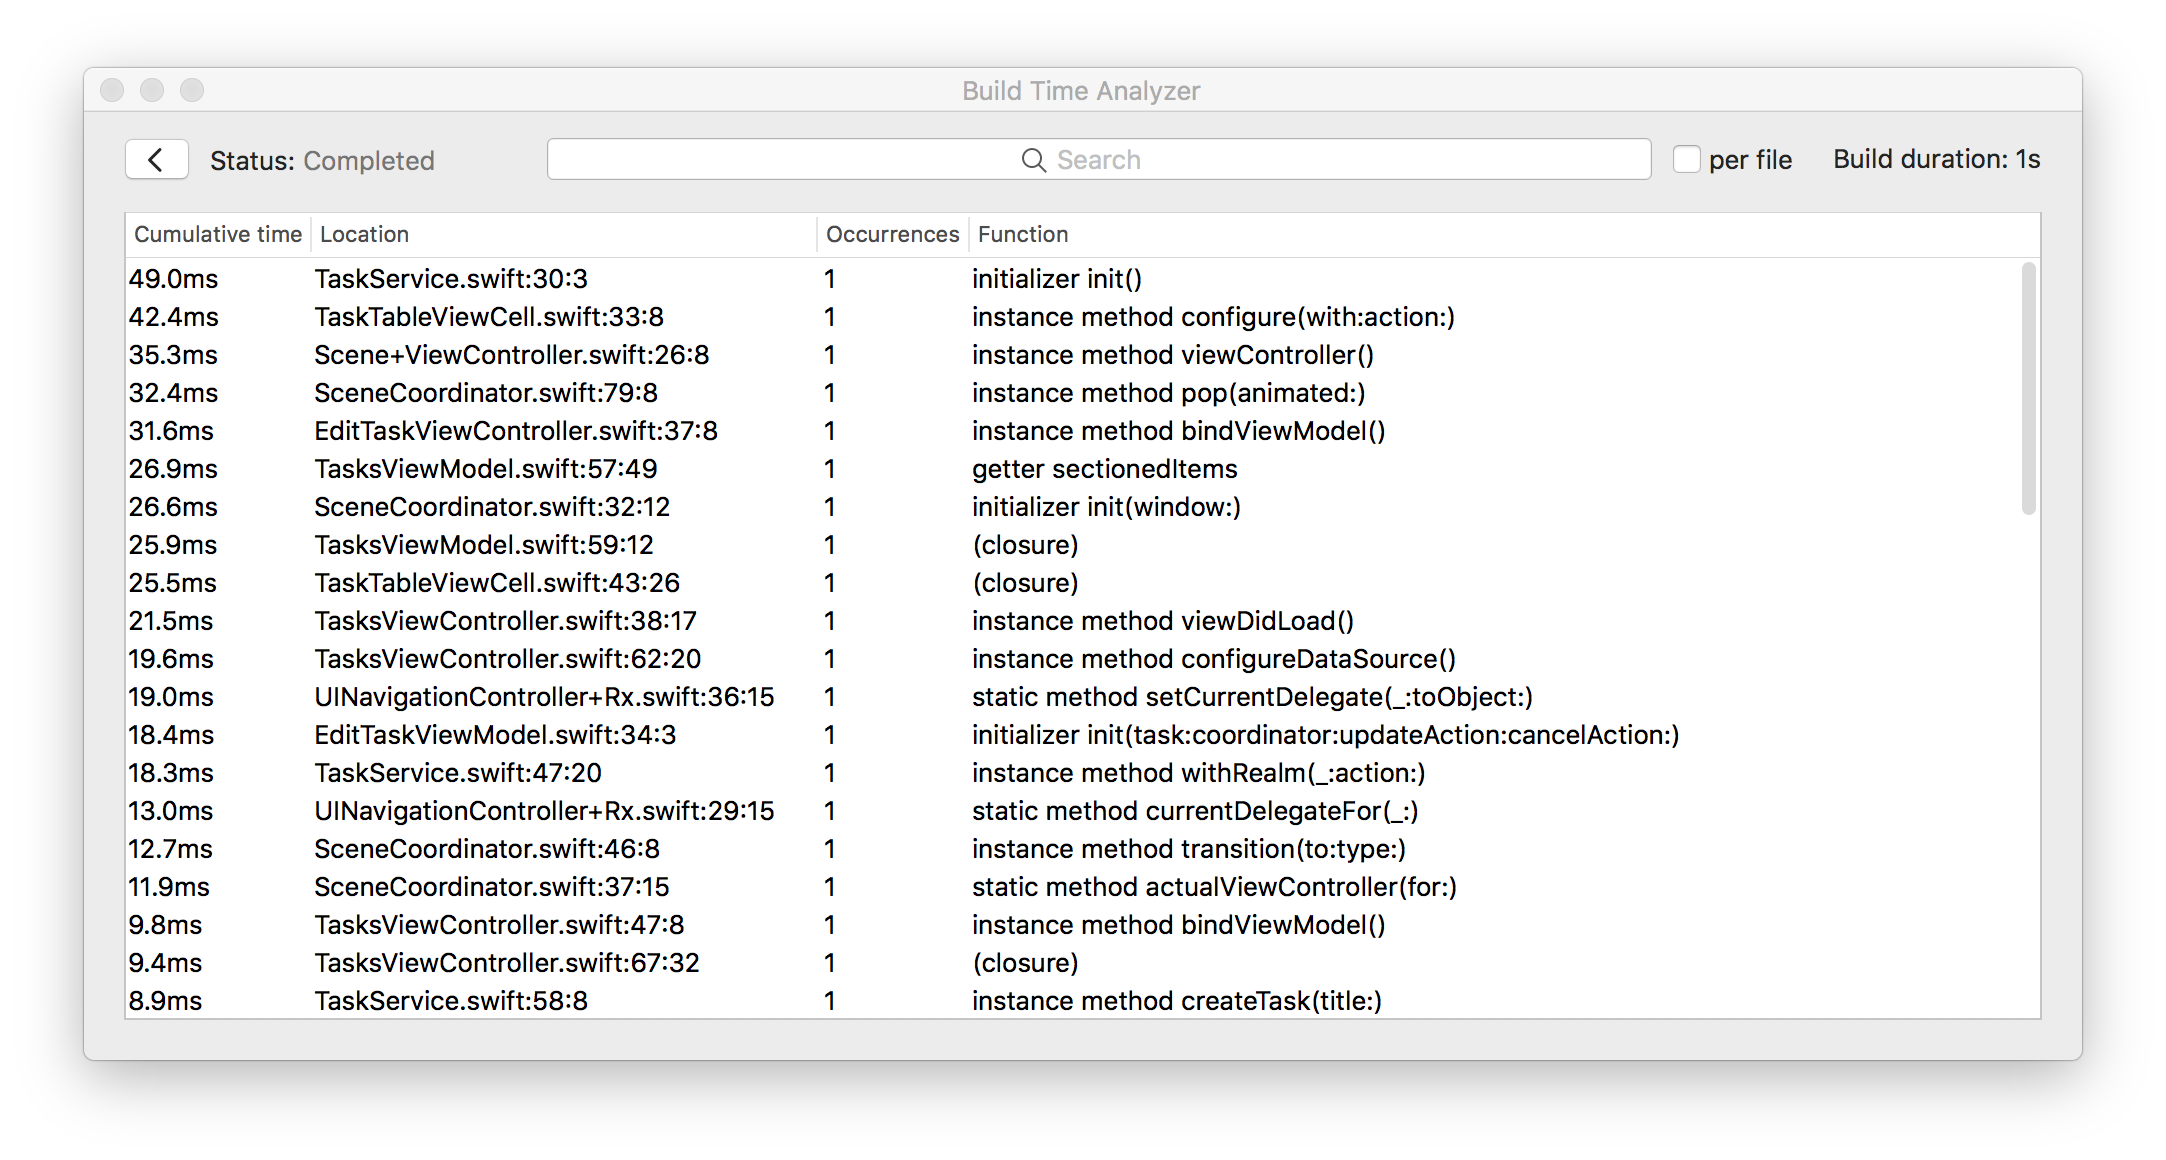 Build Time Analyzer
Status: Completed Search per file Build duration: 1s
Cumulative time Location Occurrences Function
49.0ms TaskService.swift:30:3 1 initializer init()
42.4ms TaskTableViewCell.swift:33:8 1 instance method configure(with:action:)
35.3ms Scene+ViewController.swift:26:8 1 instance method viewController()
32.4ms SceneCoordinator.swift:79:8 1 instance method pop(animated:)
31.6ms EditTaskViewController.swift:37:8 1 instance method bindViewModel()
26.9ms TasksViewModel.swift:57:49 1 getter sectionedItems
26.6ms SceneCoordinator.swift:32:12 1 initializer init(window:)
25.9ms TasksViewModel.swift:59:12 1 (closure)
25.5ms TaskTableViewCell.swift:43:26 1 (closure)
21.5ms TasksViewController.swift:38:17 1 instance method viewDidLoad()
19.6ms TasksViewController.swift:62:20 1 instance method configureDataSource()
19.0ms UINavigationController+Rx.swift:36:15 1 static method setCurrentDelegate(_:toObject:)
18.4ms EditTaskViewModel.swift:34:3 1 initializer init(task:coordinator:updateAction:cancelAction:)
18.3ms TaskService.swift:47:20 1 instance method withRealm(_:action:)
13.0ms UINavigationController+Rx.swift:29:15 1 static method currentDelegateFor(_:)
12.7ms SceneCoordinator.swift:46:8 1 instance method transition(to:type:)
11.9ms SceneCoordinator.swift:37:15 1 static method actualViewController(for:)
9.8ms TasksViewController.swift:47:8 1 instance method bindViewModel()
9.4ms TasksViewController.swift:67:32 1 (closure)
8.9ms TaskService.swift:58:8 1 instance method createTask(title:)